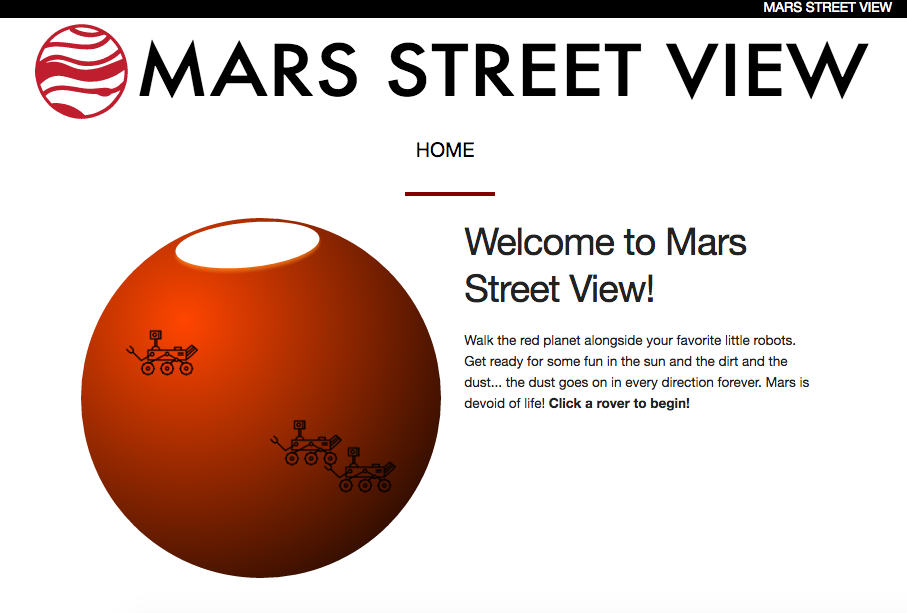 MARS STREET VIEW
MARS STREET VIEW
HOME
Welcome to Mars
Street View!
Walk the red planet alongside your favorite little robots.
Get ready for some fun in the sun and the dirt and the
dust... the dust goes on in every direction forever. Mars is
devoid of life! Click a rover to begin!